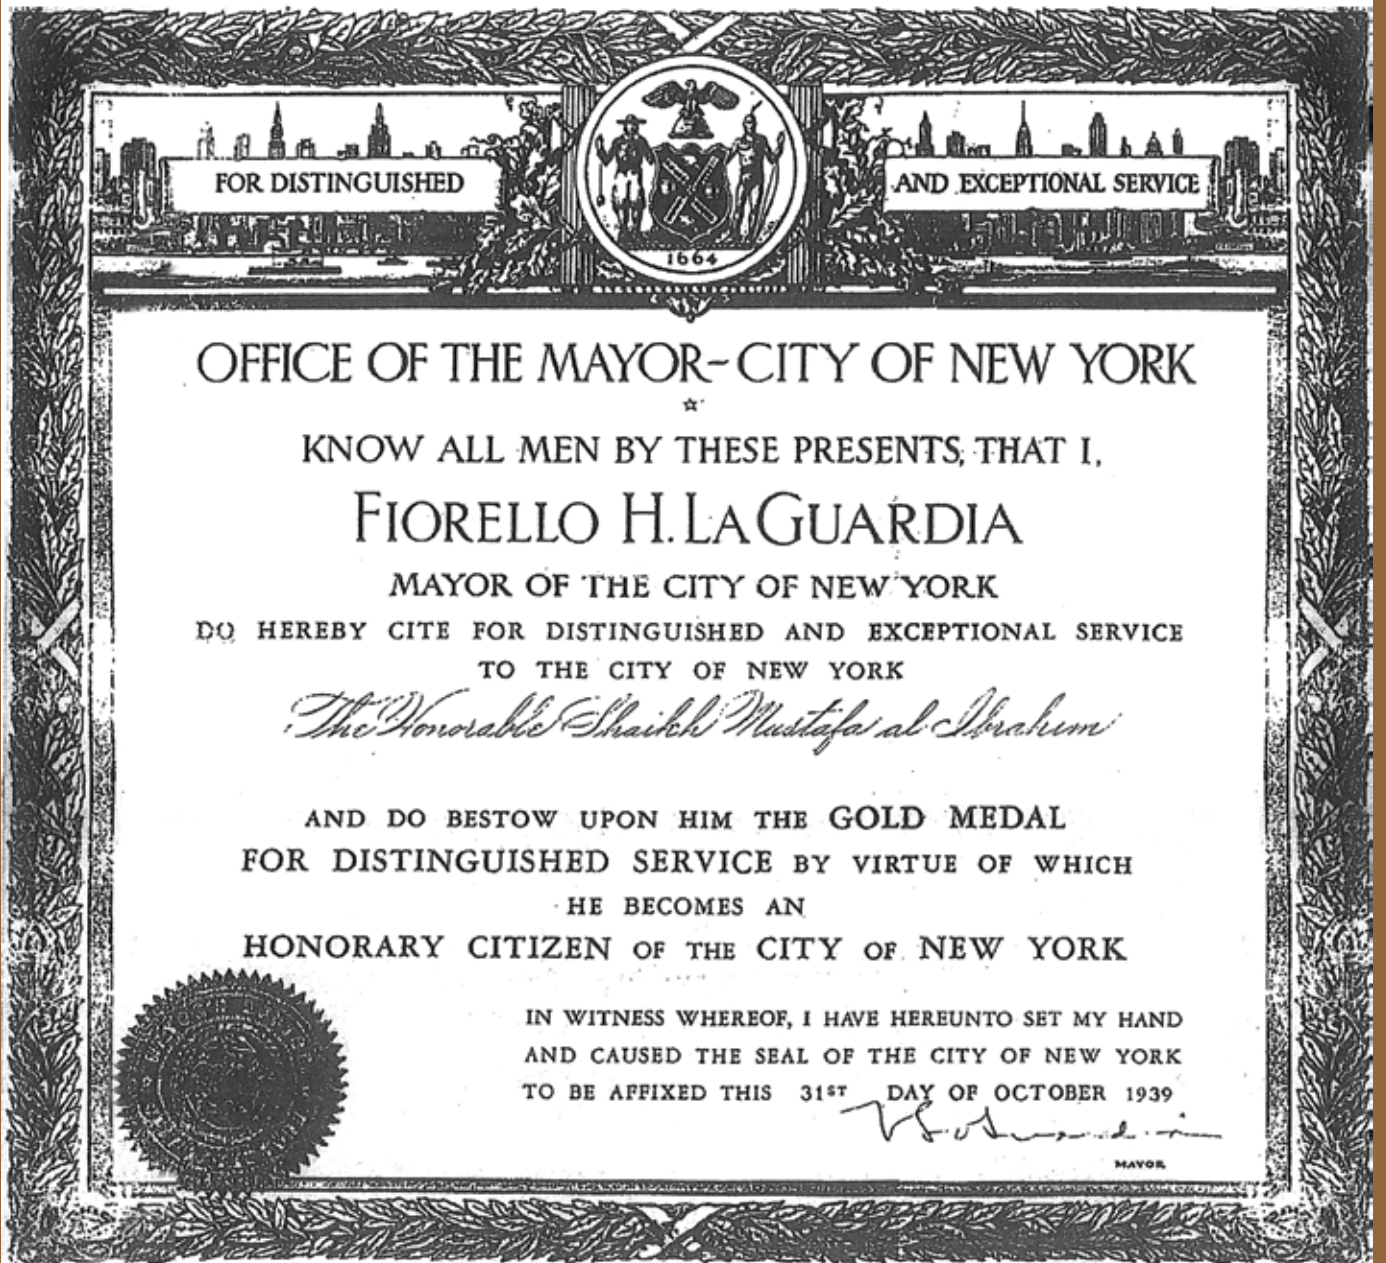 FOR DISTINGUISHED
AND EXCEPTIONAL SERVICE
1664
OFFICE OF THE MAYOR-CITY OF NEW YORK
KNOW ALL MEN BY THESE PRESENTS, THAT I,
FIORELLO H. LAGUARDIA
MAYOR OF THE CITY OF NEW YORK
DO HEREBY CITE FOR DISTINGUISHED AND EXCEPTIONAL SERVICE
TO THE CITY OF NEW YORK
The Honorable Shaikh Mustafa al Ibrahim
AND DO BESTOW UPON HIM THE GOLD MEDAL
FOR DISTINGUISHED SERVICE BY VIRTUE OF WHICH
HE BECOMES AN
HONORARY CITIZEN OF THE CITY OF NEW YORK
IN WITNESS WHEREOF, I HAVE HEREUNTO SET MY HAND
AND CAUSED THE SEAL OF THE CITY OF NEW YORK
TO BE AFFIXED THIS 31ST DAY OF OCTOBER 1939
MAYOR